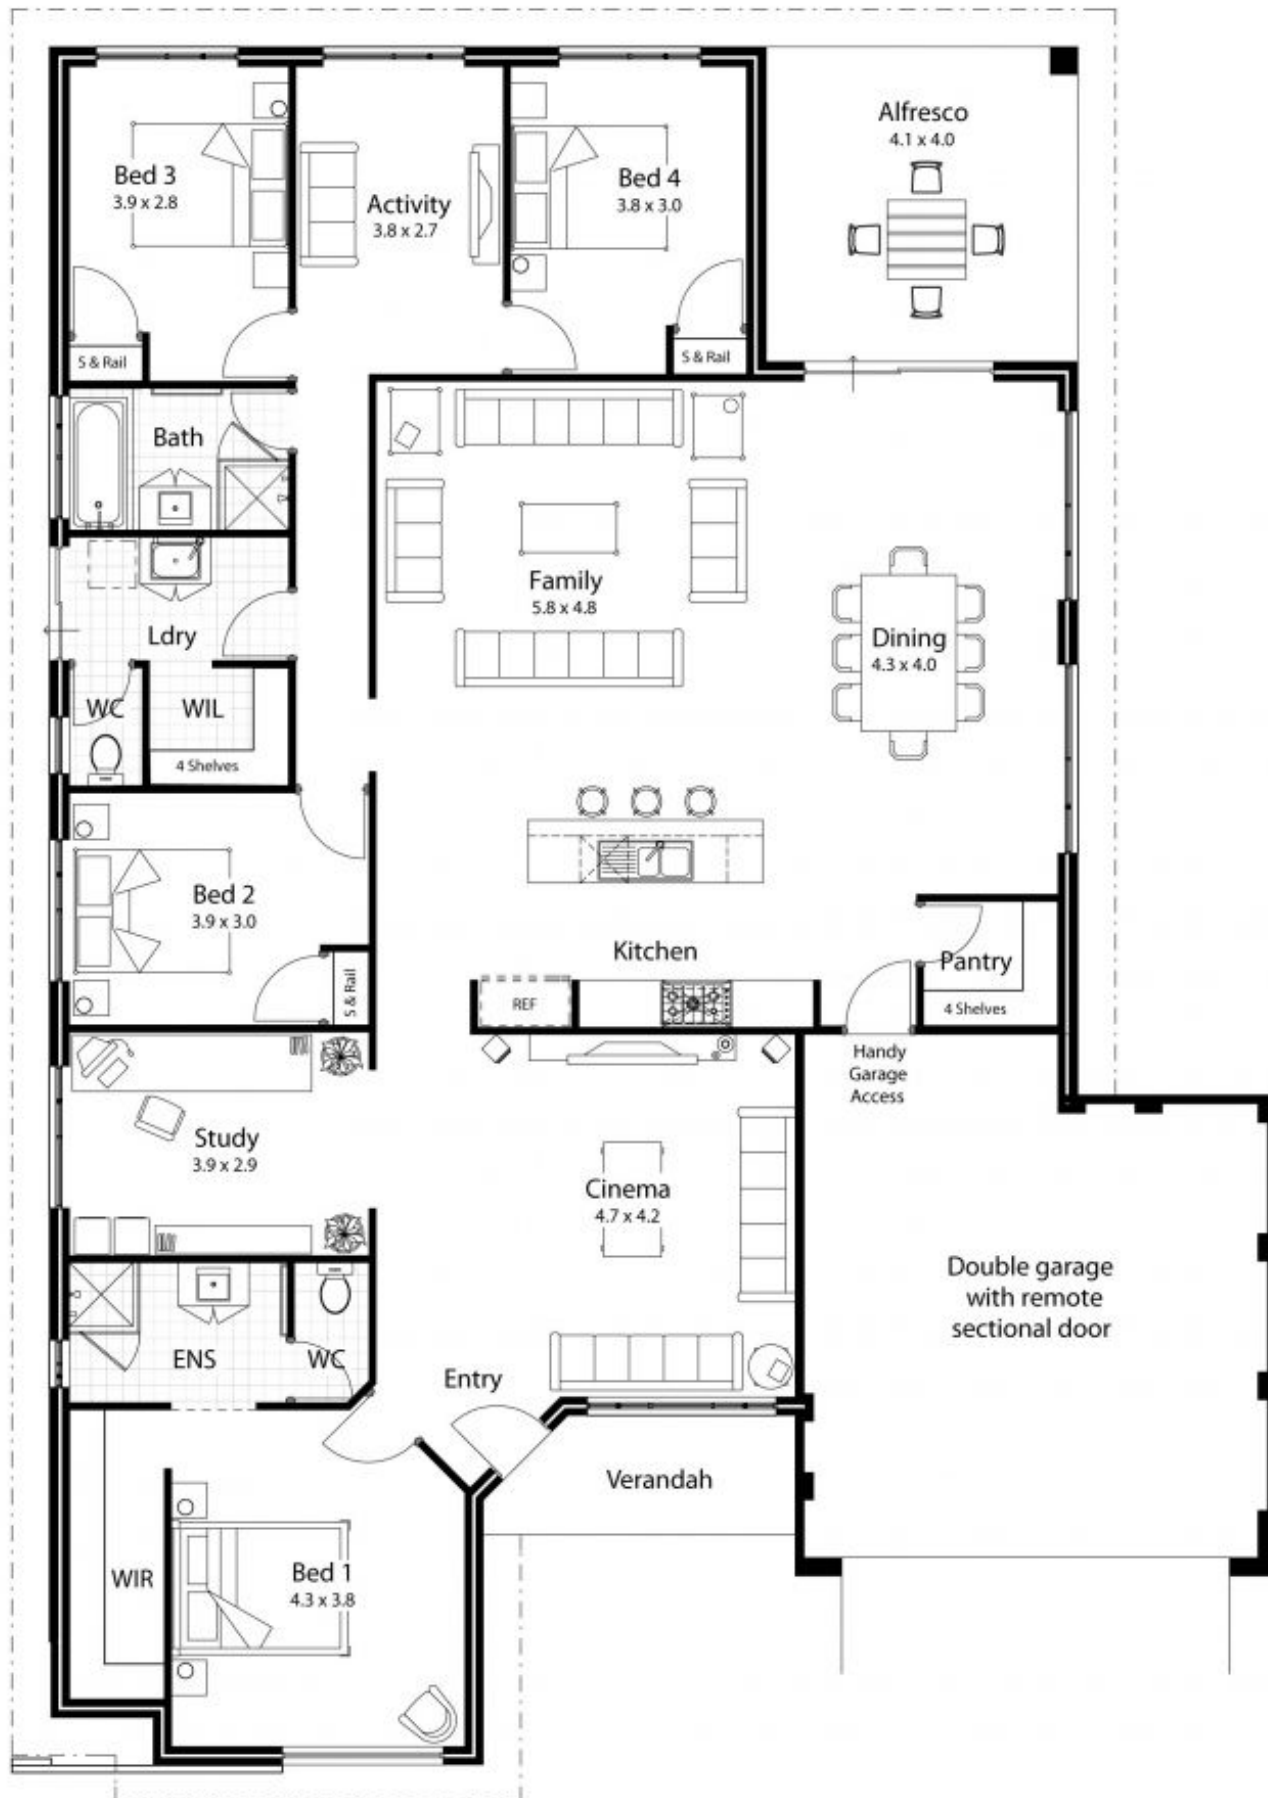 Alfresco
4.1 x 4.0
Bed 3
3.9 x 2.8
Activity
3.8 x 2.7
Bed 4
3.8 x 3.0
S & Rail
S & Rail
Bath
Family
5.8 x 4.8
Dining
4.3 x 4.0
Ldry
WC
WIL
4 Shelves
Bed 2
3.9 x 3.0
S & Rail
Kitchen
REF
Pantry
4 Shelves
Handy
Garage
Access
Study
3.9 x 2.9
Cinema
4.7 x 4.2
Double garage
with remote
sectional door
ENS
WC
Entry
Verandah
WIR
Bed 1
4.3 x 3.8